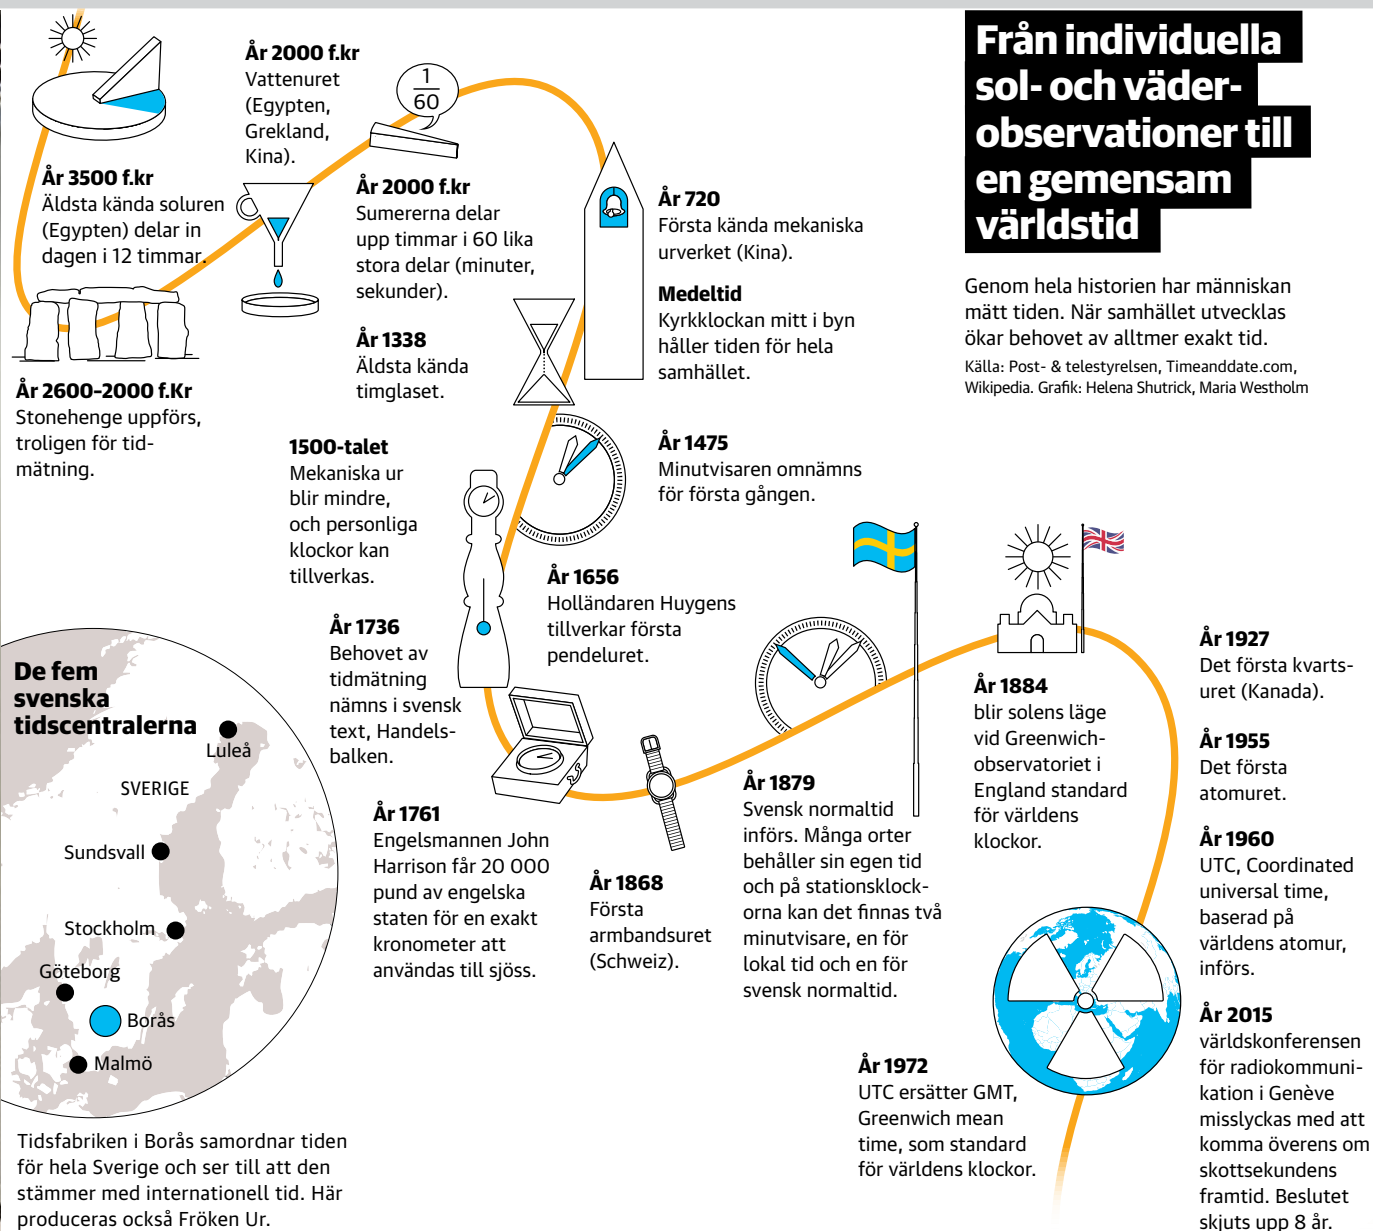 Från individuella
sol- och väder-
observationer till
en gemensam
världstid
Genom hela historien har människan
mätt tiden. När samhället utvecklas
ökar behovet av alltmer exakt tid.
Källa: Post- & telestyrelsen, Timeanddate.com,
Wikipedia. Grafik: Helena Shutrick, Maria Westholm
År 3500 f.kr
Äldsta kända soluren
(Egypten) delar in
dagen i 12 timmar.
År 2600–2000 f.Kr
Stonehenge uppförs,
troligen för tid-
mätning.
År 2000 f.kr
Vattenuret
(Egypten,
Grekland,
Kina).
1
60
År 2000 f.kr
Sumererna delar
upp timmar i 60 lika
stora delar (minuter,
sekunder).
År 720
Första kända mekaniska
urverket (Kina).
Medeltid
Kyrkklockan mitt i byn
håller tiden för hela
samhället.
År 1338
Äldsta kända
timglaset.
År 1475
Minutvisaren omnämns
för första gången.
1500-talet
Mekaniska ur
blir mindre,
och personliga
klockor kan
tillverkas.
År 1656
Holländaren Huygens
tillverkar första
pendeluret.
År 1736
Behovet av
tidmätning
nämns i svensk
text, Handels-
balken.
År 1761
Engelsmannen John
Harrison får 20 000
pund av engelska
staten för en exakt
kronometer att
användas till sjöss.
År 1868
Första
armbandsuret
(Schweiz).
År 1879
Svensk normaltid
införs. Många orter
behåller sin egen tid
och på stationsklock-
orna kan det finnas två
minutvisare, en för
lokal tid och en för
svensk normaltid.
År 1884
blir solens läge
vid Greenwich-
observatoriet i
England standard
för världens
klockor.
År 1927
Det första kvarts-
uret (Kanada).
År 1955
Det första
atomuret.
År 1960
UTC, Coordinated
universal time,
baserad på
världens atomur,
införs.
År 1972
UTC ersätter GMT,
Greenwich mean
time, som standard
för världens klockor.
År 2015
världskonferensen
för radiokommuni-
kation i Genève
misslyckas med att
komma överens om
skottsekundens
framtid. Beslutet
skjuts upp 8 år.
De fem
svenska
tidscentralerna
Luleå
SVERIGE
Sundsvall
Stockholm
Göteborg
Borås
Malmö
Tidsfabriken i Borås samordnar tiden
för hela Sverige och ser till att den
stämmer med internationell tid. Här
produceras också Fröken Ur.